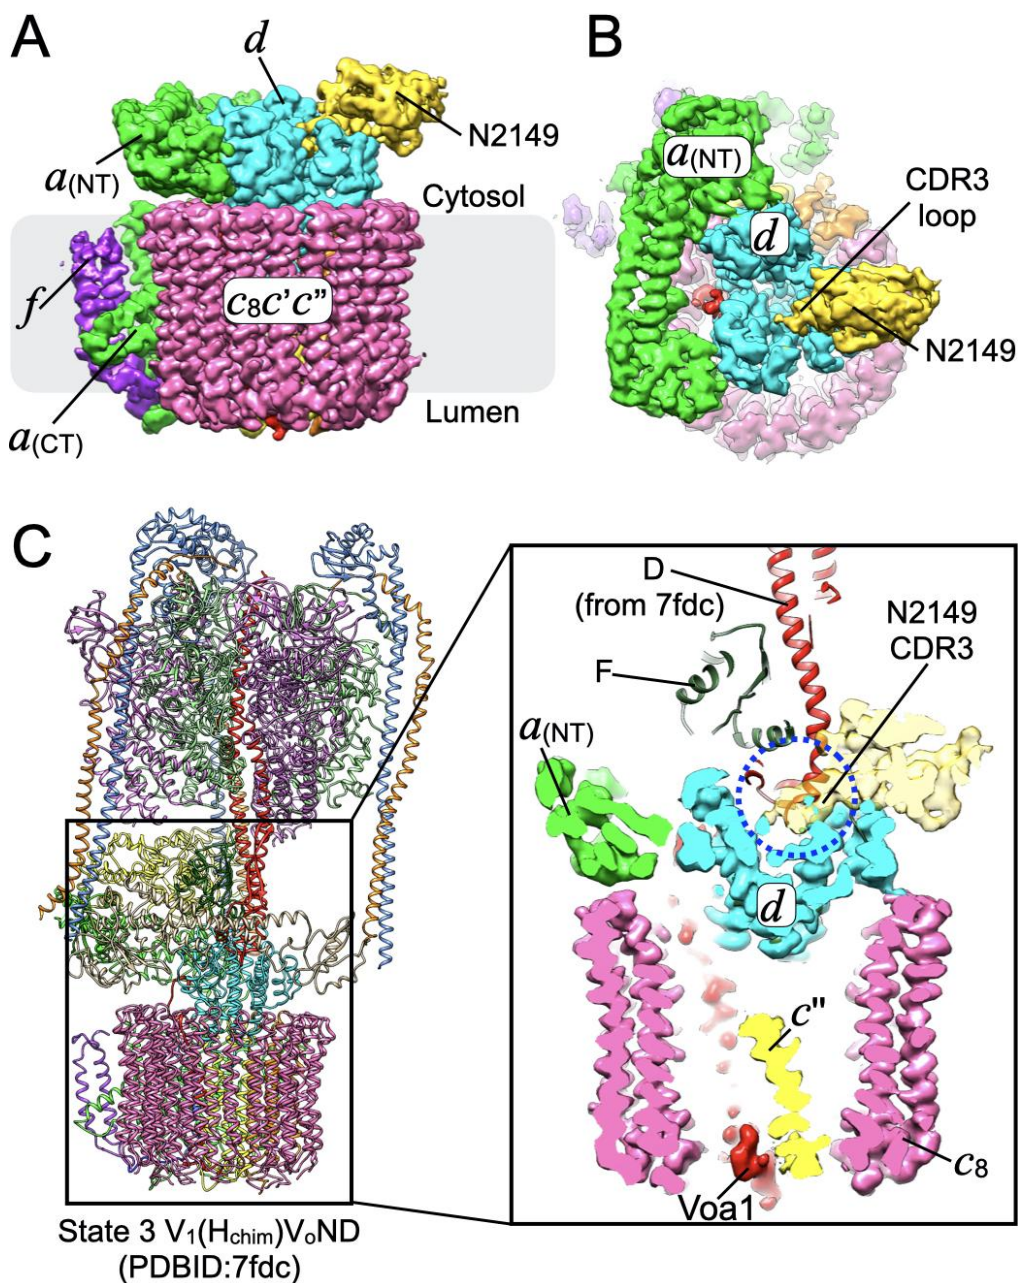 A
d
N2149
a(NT)
Cytosol
f
c₈c'c"
Lumen
a(CT)
B
a(NT)
CDR3
loop
d
N2149
C
D
(from 7fdc)
N2149
CDR3
F
a(NT)
d
c"
c₈
Voa1
State 3 V₁(Hchim)VₒND
(PDBID:7fdc)